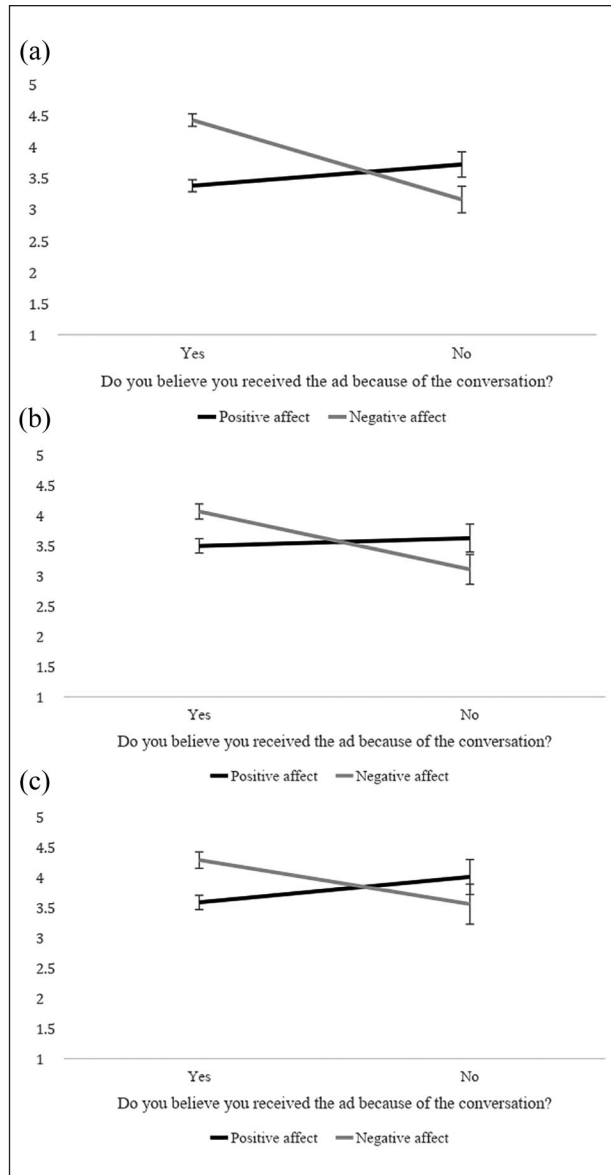 (a)
5
4.5
4
3.5
3
2.5
2
1.5
1
Yes No
Do you believe you received the ad because of the conversation?
Positive affect Negative affect
(b)
5
4.5
4
3.5
3
2.5
2
1.5
1
Yes No
Do you believe you received the ad because of the conversation?
Positive affect Negative affect
(c)
5
4.5
4
3.5
3
2.5
2
1.5
1
Yes No
Do you believe you received the ad because of the conversation?
Positive affect Negative affect